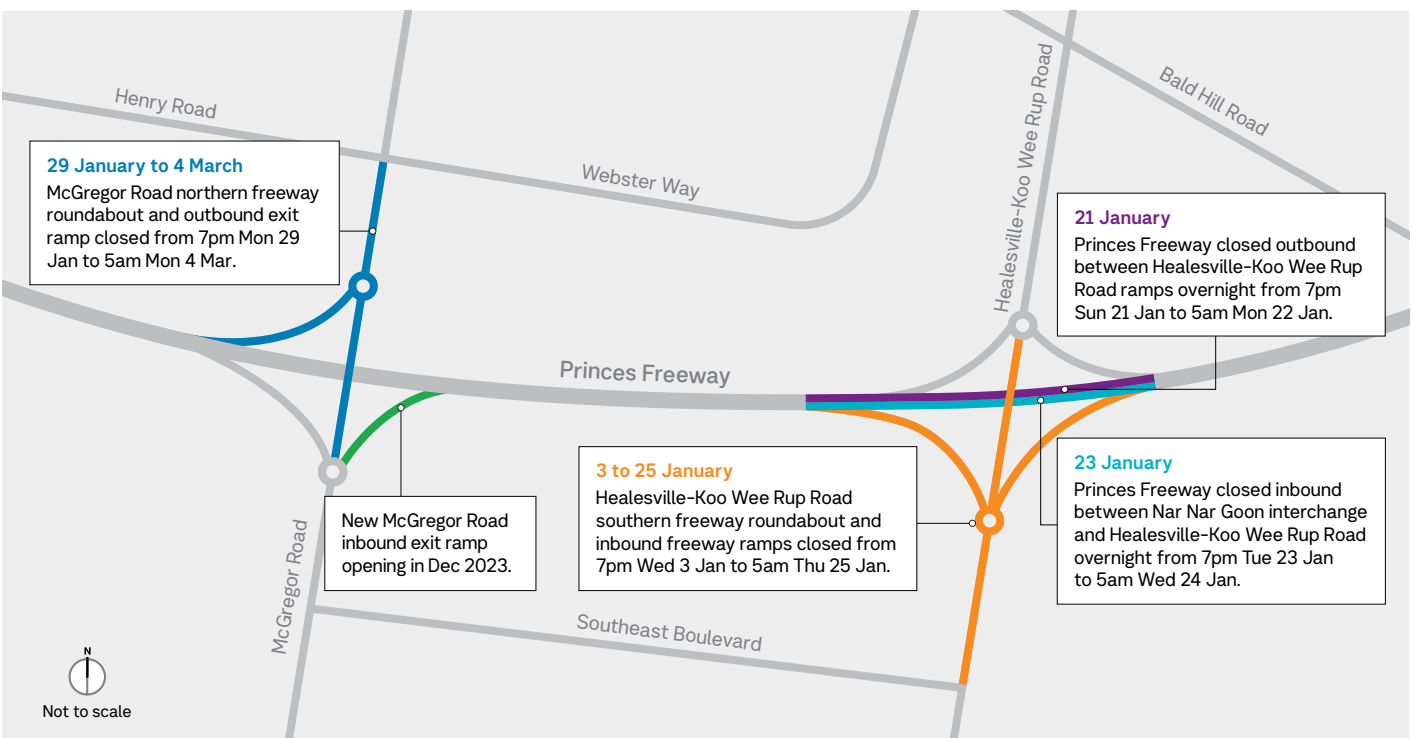 Henry Road
Webster Way
Healesville-Koo Wee Rup Road
Bald Hill Road
29 January to 4 March
McGregor Road northern freeway
roundabout and outbound exit
ramp closed from 7pm Mon 29
Jan to 5am Mon 4 Mar.
21 January
Princes Freeway closed outbound
between Healesville-Koo Wee Rup
Road ramps overnight from 7pm
Sun 21 Jan to 5am Mon 22 Jan.
Princes Freeway
3 to 25 January
Healesville-Koo Wee Rup Road
southern freeway roundabout and
inbound freeway ramps closed from
7pm Wed 3 Jan to 5am Thu 25 Jan.
23 January
Princes Freeway closed inbound
between Nar Nar Goon interchange
and Healesville-Koo Wee Rup Road
overnight from 7pm Tue 23 Jan
to 5am Wed 24 Jan.
New McGregor Road
inbound exit ramp
opening in Dec 2023.
McGregor Road
Southeast Boulevard
N
Not to scale